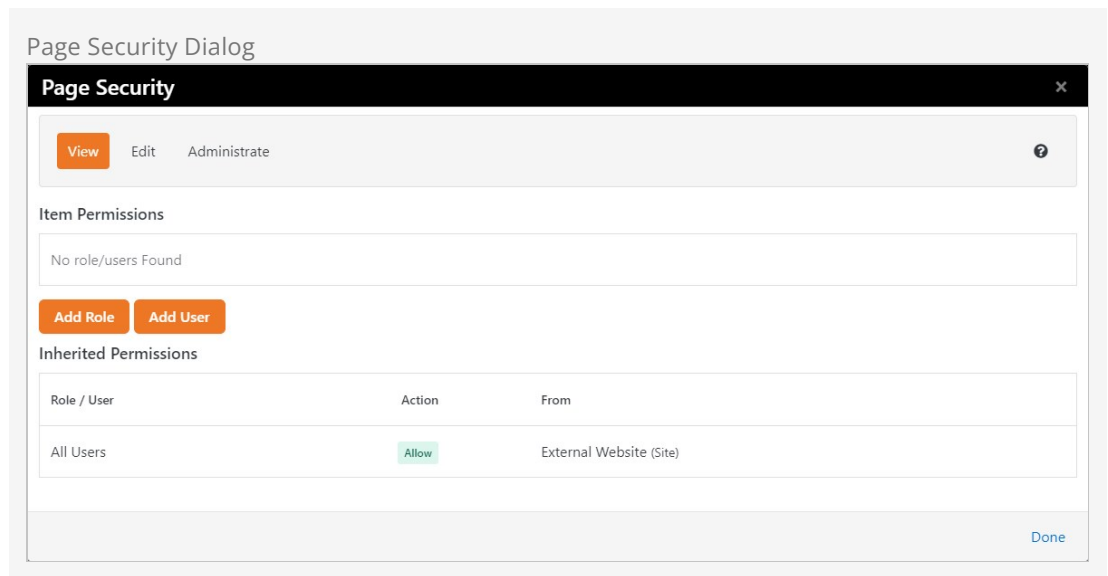 Page Security Dialog
Page Security ×
View Edit Administrate ?
Item Permissions
No role/users Found
Add Role Add User
Inherited Permissions
Role / User Action From
All Users Allow External Website (Site)
Done